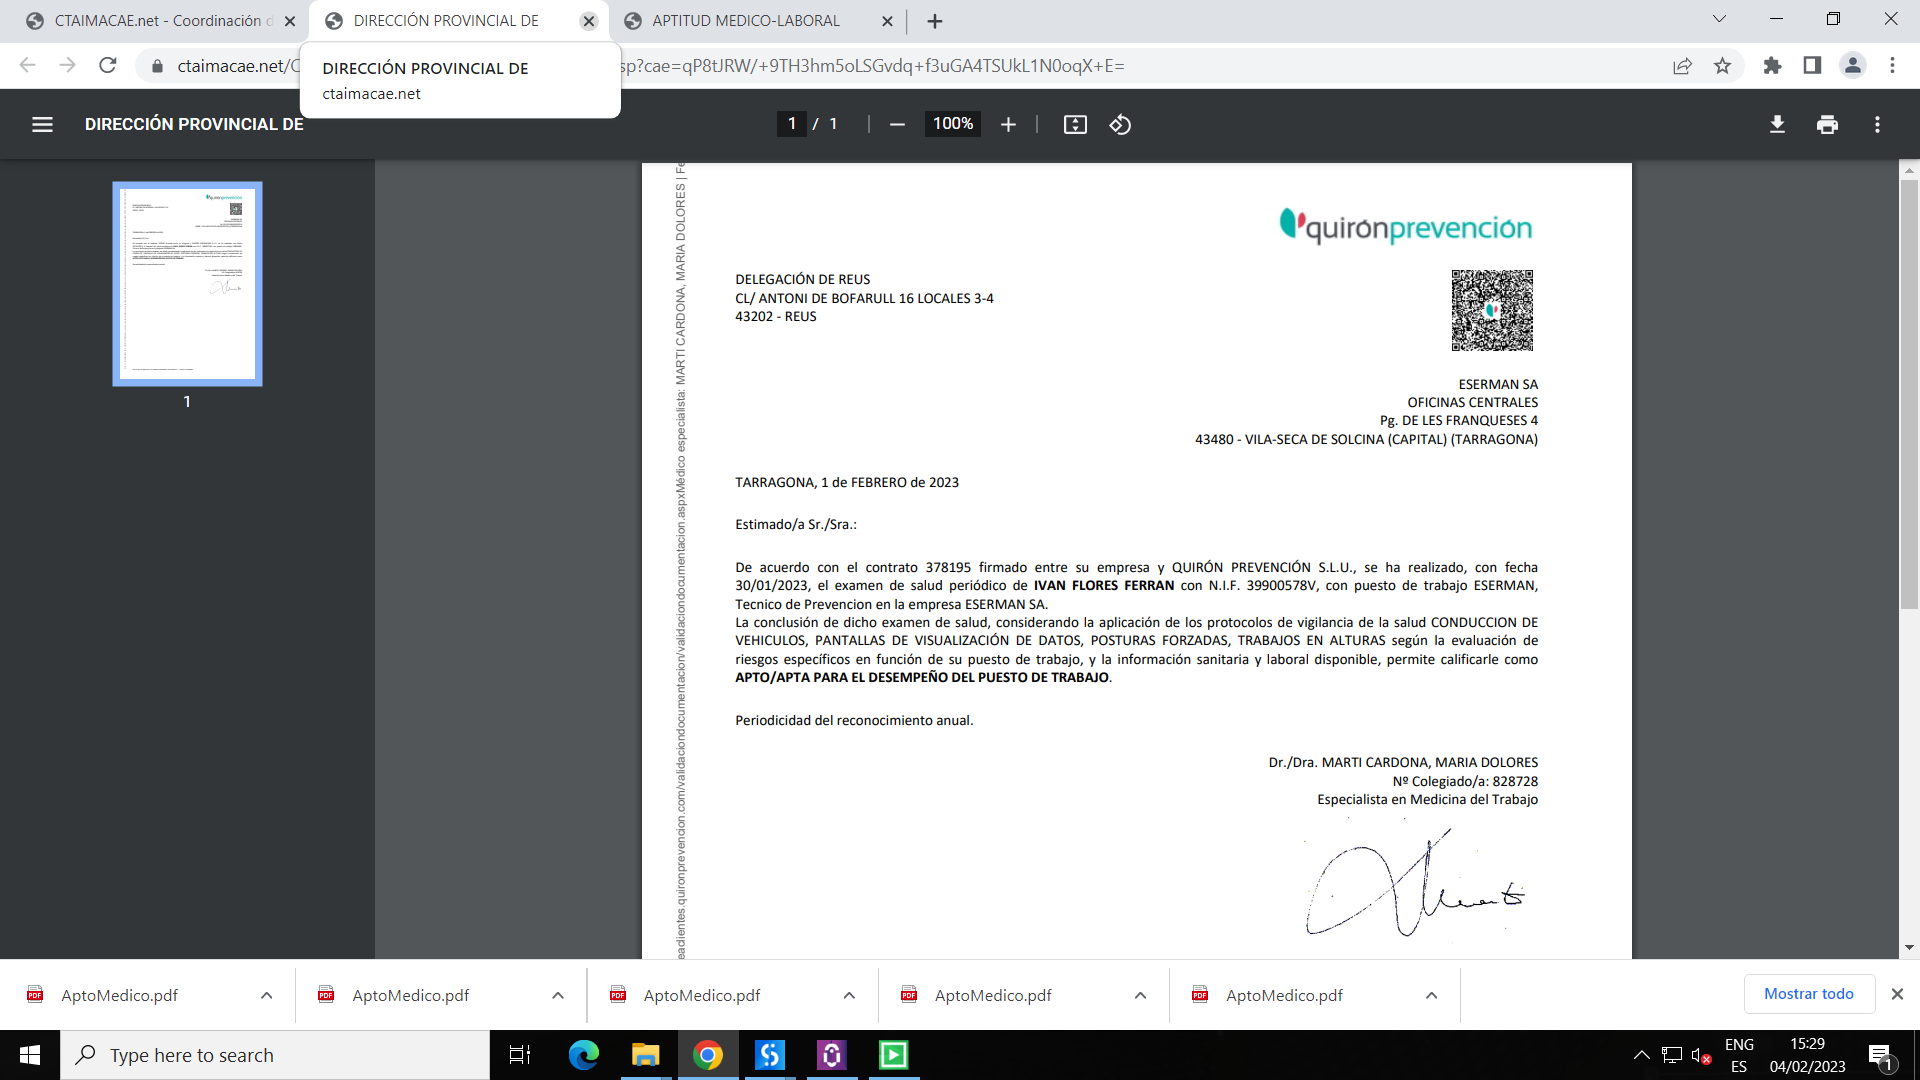 CTAIMACAE.net - Coordinación d
DIRECCIÓN PROVINCIAL DE
APTITUD MEDICO-LABORAL
ctaimacae.net/C
sp?cae=qP8tJRW/+9TH3hm5oLSGvdq+f3uGA4TSUkL1N0oqX+E=
DIRECCIÓN PROVINCIAL DE
ctaimacae.net
DIRECCIÓN PROVINCIAL DE
1 / 1
100%
1
quirónprevención
DELEGACIÓN DE REUS
CL/ ANTONI DE BOFARULL 16 LOCALES 3-4
43202 - REUS
ESERMAN SA
OFICINAS CENTRALES
Pg. DE LES FRANQUESES 4
43480 - VILA-SECA DE SOLCINA (CAPITAL) (TARRAGONA)
TARRAGONA, 1 de FEBRERO de 2023
Estimado/a Sr./Sra.:
De acuerdo con el contrato 378195 firmado entre su empresa y QUIRÓN PREVENCIÓN S.L.U., se ha realizado, con fecha
30/01/2023, el examen de salud periódico de IVAN FLORES FERRAN con N.I.F. 39900578V, con puesto de trabajo ESERMAN,
Tecnico de Prevencion en la empresa ESERMAN SA.
La conclusión de dicho examen de salud, considerando la aplicación de los protocolos de vigilancia de la salud CONDUCCION DE
VEHICULOS, PANTALLAS DE VISUALIZACIÓN DE DATOS, POSTURAS FORZADAS, TRABAJOS EN ALTURAS según la evaluación de
riesgos específicos en función de su puesto de trabajo, y la información sanitaria y laboral disponible, permite calificarle como
APTO/APTA PARA EL DESEMPEÑO DEL PUESTO DE TRABAJO.
Periodicidad del reconocimiento anual.
Dr./Dra. MARTI CARDONA, MARIA DOLORES
Nº Colegiado/a: 828728
Especialista en Medicina del Trabajo
eadientes.quironprevencion.com/validaciondocumentacion/validaciondocumentacion.aspxMédico especialista: MARTI CARDONA, MARIA DOLORES | Fe
AptoMedico.pdf
AptoMedico.pdf
AptoMedico.pdf
AptoMedico.pdf
AptoMedico.pdf
Mostrar todo
Type here to search
ENG
ES
15:29
04/02/2023
1